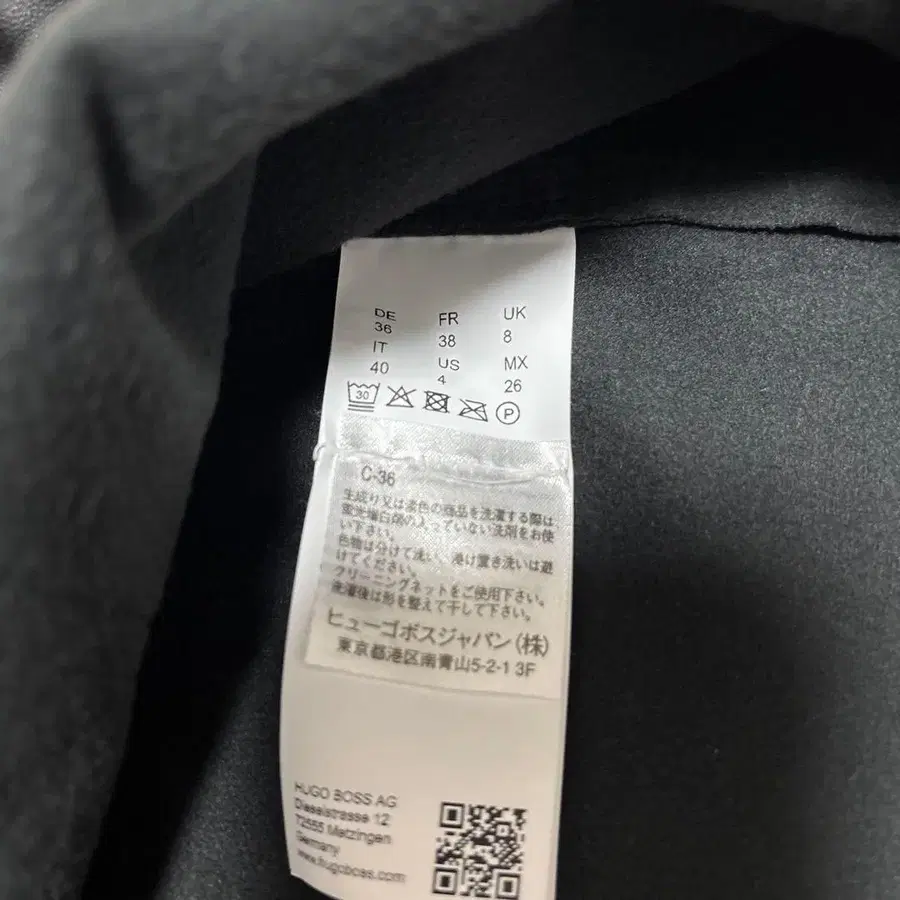 DE FR UK
36 38 8
IT US MX
40 4 26
30 P
C-36
生成り又は淡色の商品を洗濯する際は
蛍光増白剤の入っていない洗剤をお使
い下さい。
色物は分けて洗い、漬け置き洗いは避
けてください。
クリーニングネットをご使用下さい。
洗濯後は形を整えて干して下さい。
ヒューゴボスジャパン(株)
東京都港区南青山5-2-1 3F
HUGO BOSS AG
Dieselstrasse 12
72555 Metzingen
Germany
www.hugoboss.com